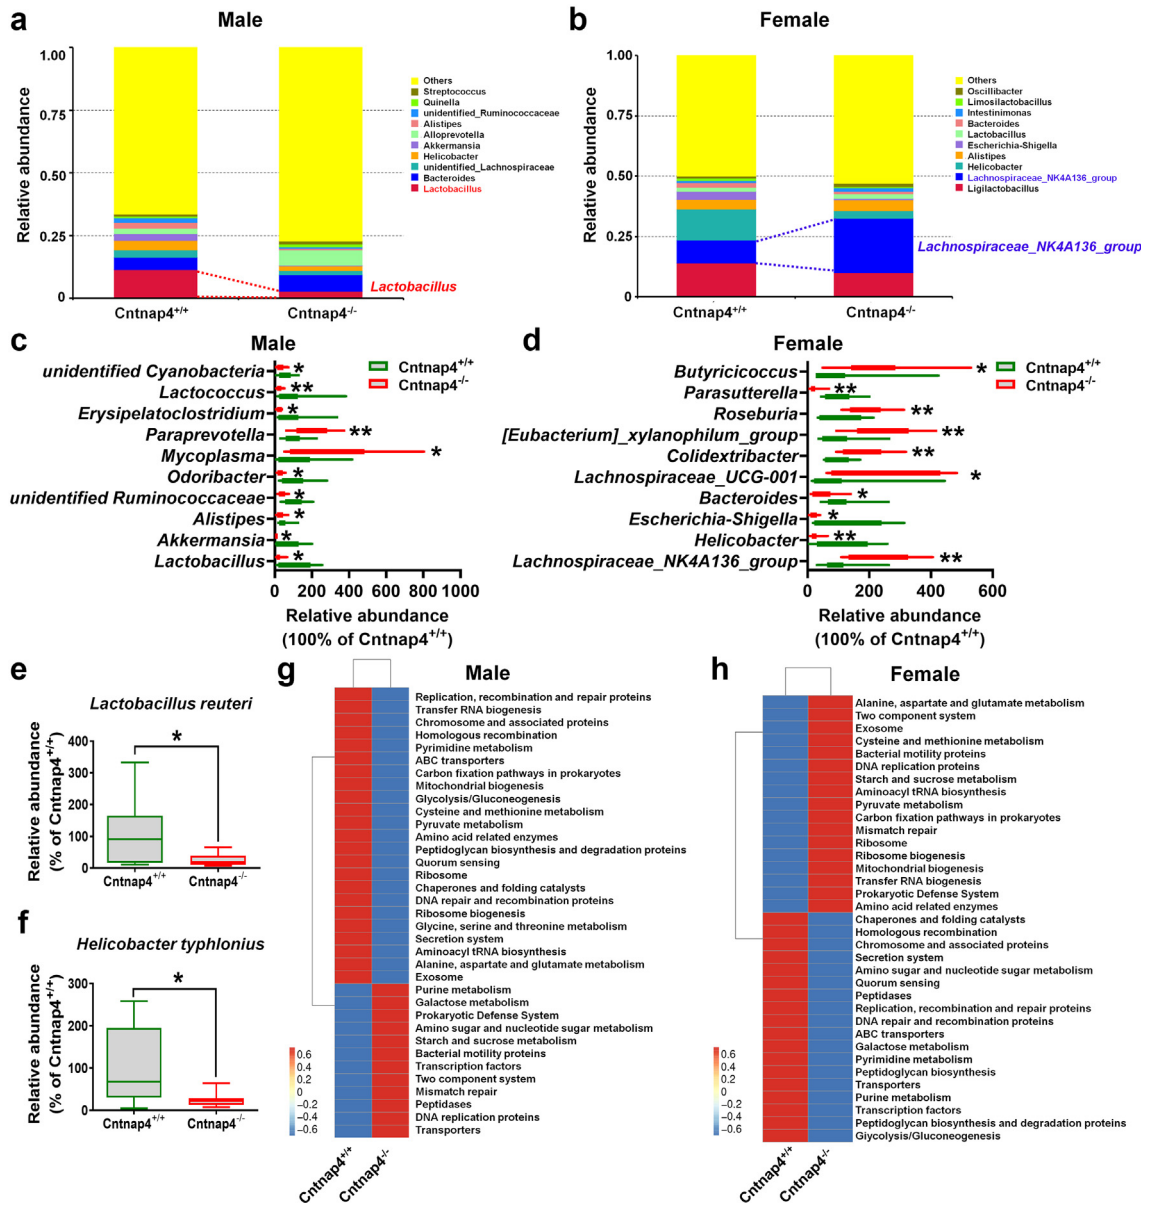 a
Male
Relative abundance
1.00
0.75
0.50
0.25
0
Cntnap4+/+
Cntnap4-/-
Others
Streptococcus
Quinella
unidentified_Ruminococcaceae
Alistipes
Alloprevotella
Akkermansia
Helicobacter
unidentified_Lachnospiraceae
Bacteroides
Lactobacillus
Lactobacillus
b
Female
Relative abundance
1.00
0.75
0.50
0.25
0
Cntnap4+/+
Cntnap4-/-
Others
Oscillibacter
Limosilactobacillus
Intestinimonas
Bacteroides
Lactobacillus
Escherichia-Shigella
Alistipes
Helicobacter
Lachnospiraceae_NK4A136_group
Ligilactobacillus
Lachnospiraceae_NK4A136_group
c
Male
Cntnap4+/+
Cntnap4-/-
unidentified Cyanobacteria *
Lactococcus **
Erysipelatoclostridium *
Paraprevotella **
Mycoplasma *
Odoribacter *
unidentified Ruminococcaceae *
Alistipes *
Akkermansia *
Lactobacillus *
0 200 400 600 800 1000
Relative abundance
(100% of Cntnap4+/+)
d
Female
Cntnap4+/+
Cntnap4-/-
Butyricicoccus *
Parasutterella **
Roseburia **
[Eubacterium]_xylanophilum_group **
Colidextribacter **
Lachnospiraceae_UCG-001 *
Bacteroides *
Escherichia-Shigella *
Helicobacter **
Lachnospiraceae_NK4A136_group **
0 200 400 600
Relative abundance
(100% of Cntnap4+/+)
e
Lactobacillus reuteri
Relative abundance
(% of Cntnap4+/+)
400
300
200
100
0
*
Cntnap4+/+
Cntnap4-/-
f
Helicobacter typhlonius
Relative abundance
(% of Cntnap4+/+)
300
200
100
0
*
Cntnap4+/+
Cntnap4-/-
g
Male
Replication, recombination and repair proteins
Transfer RNA biogenesis
Chromosome and associated proteins
Homologous recombination
Pyrimidine metabolism
ABC transporters
Carbon fixation pathways in prokaryotes
Mitochondrial biogenesis
Glycolysis/Gluconeogenesis
Cysteine and methionine metabolism
Pyruvate metabolism
Amino acid related enzymes
Peptidoglycan biosynthesis and degradation proteins
Quorum sensing
Ribosome
Chaperones and folding catalysts
DNA repair and recombination proteins
Ribosome biogenesis
Glycine, serine and threonine metabolism
Secretion system
Aminoacyl tRNA biosynthesis
Alanine, aspartate and glutamate metabolism
Exosome
Purine metabolism
Galactose metabolism
Prokaryotic Defense System
Amino sugar and nucleotide sugar metabolism
Starch and sucrose metabolism
Bacterial motility proteins
Transcription factors
Two component system
Mismatch repair
Peptidases
DNA replication proteins
Transporters
0.6
0.4
0.2
0
−0.2
−0.4
−0.6
Cntnap4+/+
Cntnap4-/-
h
Female
Alanine, aspartate and glutamate metabolism
Two component system
Exosome
Cysteine and methionine metabolism
Bacterial motility proteins
DNA replication proteins
Starch and sucrose metabolism
Aminoacyl tRNA biosynthesis
Pyruvate metabolism
Carbon fixation pathways in prokaryotes
Mismatch repair
Ribosome
Ribosome biogenesis
Mitochondrial biogenesis
Transfer RNA biogenesis
Prokaryotic Defense System
Amino acid related enzymes
Chaperones and folding catalysts
Homologous recombination
Chromosome and associated proteins
Secretion system
Amino sugar and nucleotide sugar metabolism
Quorum sensing
Peptidases
Replication, recombination and repair proteins
DNA repair and recombination proteins
ABC transporters
Galactose metabolism
Pyrimidine metabolism
Peptidoglycan biosynthesis
Transporters
Purine metabolism
Transcription factors
Peptidoglycan biosynthesis and degradation proteins
Giycolysis/Gluconeogenesis
0.6
0.4
0.2
0
−0.2
−0.4
−0.6
Cntnap4+/+
Cntnap4-/-